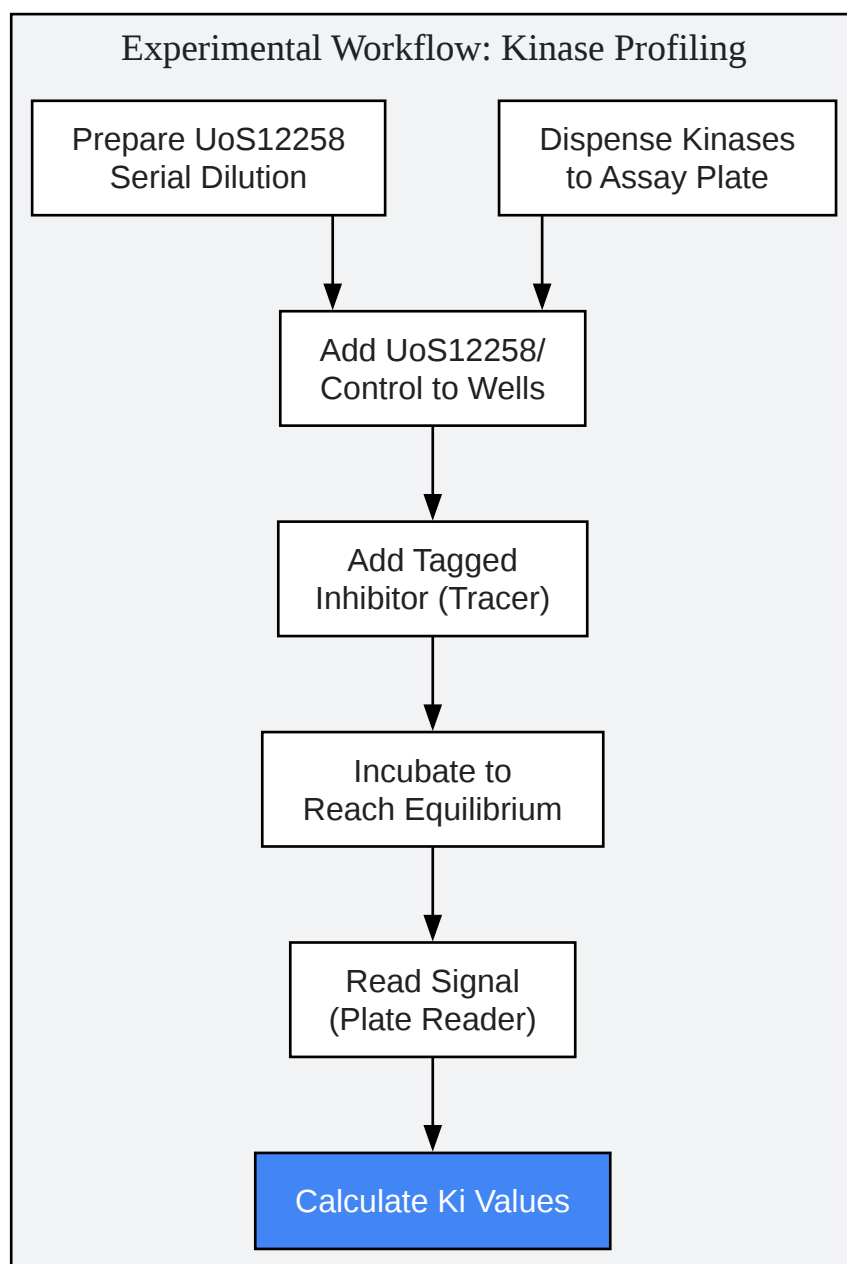 Experimental Workflow: Kinase Profiling
Prepare UoS12258
Serial Dilution
Dispense Kinases
to Assay Plate
Add UoS12258/
Control to Wells
Add Tagged
Inhibitor (Tracer)
Incubate to
Reach Equilibrium
Read Signal
(Plate Reader)
Calculate Ki Values